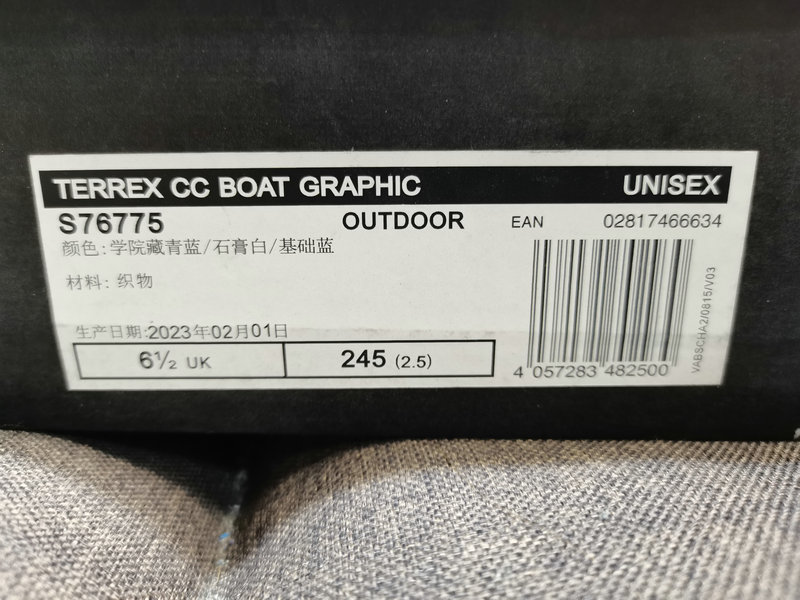 TERREX CC BOAT GRAPHIC UNISEX
S76775 OUTDOOR EAN 02817466634
颜色:学院藏青蓝/石膏白/基础蓝
材料: 织物
生产日期:2023年02月01日
6½ UK 245 (2.5)
4 057283 482500
VABSCHA2/0815/V03